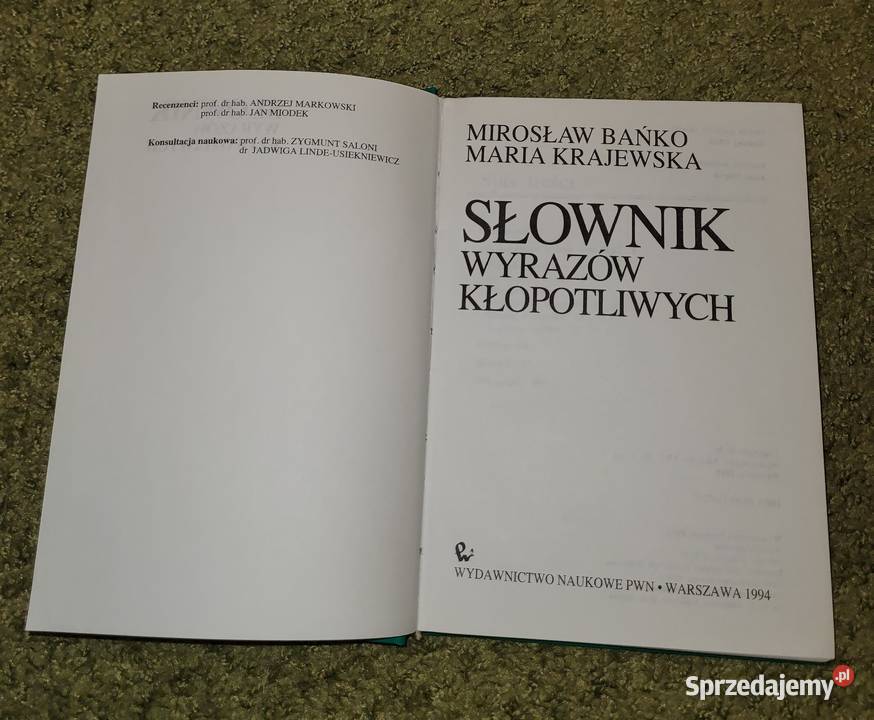 Recenzenci: prof. dr hab. ANDRZEJ MARKOWSKI
prof. dr hab. JAN MIODEK
Konsultacja naukowa: prof. dr hab. ZYGMUNT SALONI
dr JADWIGA LINDE-USIEKNIEWICZ
MIROSŁAW BAŃKO
MARIA KRAJEWSKA
SŁOWNIK
WYRAZÓW
KŁOPOTLIWYCH
WYDAWNICTWO NAUKOWE PWN • WARSZAWA 1994
Sprzedajemy.pl